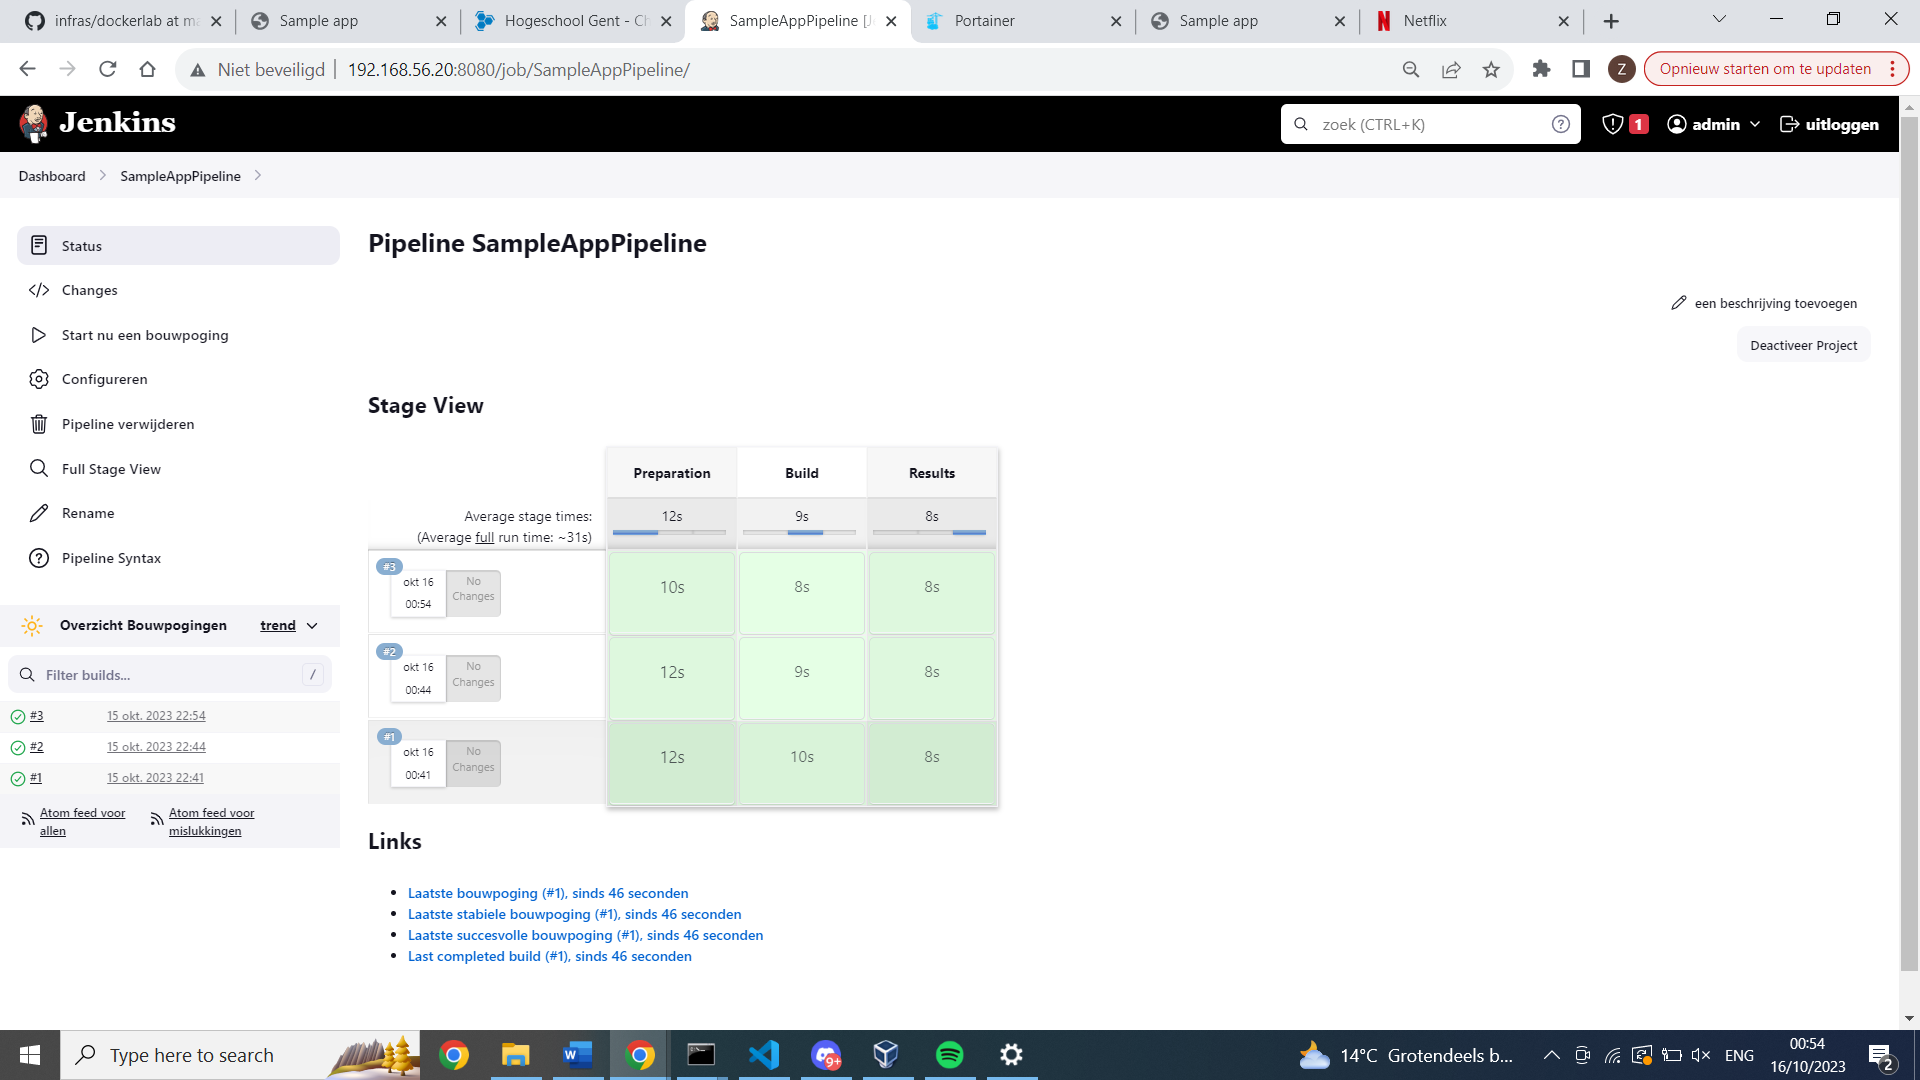 infras/dockerlab at ma
Sample app
Hogeschool Gent - Ch
SampleAppPipeline [Je
Portainer
Sample app
Netflix
Niet beveiligd
192.168.56.20:8080/job/SampleAppPipeline/
Z
Opnieuw starten om te updaten
Jenkins
zoek (CTRL+K)
1
admin
uitloggen
Dashboard
SampleAppPipeline
Status
Changes
Start nu een bouwpoging
Configureren
Pipeline verwijderen
Full Stage View
Rename
Pipeline Syntax
Overzicht Bouwpogingen
trend
Filter builds...
/
#3 15 okt. 2023 22:54
#2 15 okt. 2023 22:44
#1 15 okt. 2023 22:41
Atom feed voor allen
Atom feed voor mislukkingen
Pipeline SampleAppPipeline
een beschrijving toevoegen
Deactiveer Project
Stage View
Preparation Build Results
Average stage times: 12s 9s 8s
(Average full run time: ~31s)
#3
okt 16
00:54
No Changes
10s 8s 8s
#2
okt 16
00:44
No Changes
12s 9s 8s
#1
okt 16
00:41
No Changes
12s 10s 8s
Links
Laatste bouwpoging (#1), sinds 46 seconden
Laatste stabiele bouwpoging (#1), sinds 46 seconden
Laatste succesvolle bouwpoging (#1), sinds 46 seconden
Last completed build (#1), sinds 46 seconden
Type here to search
9+
14°C Grotendeels b...
ENG
00:54
16/10/2023
2